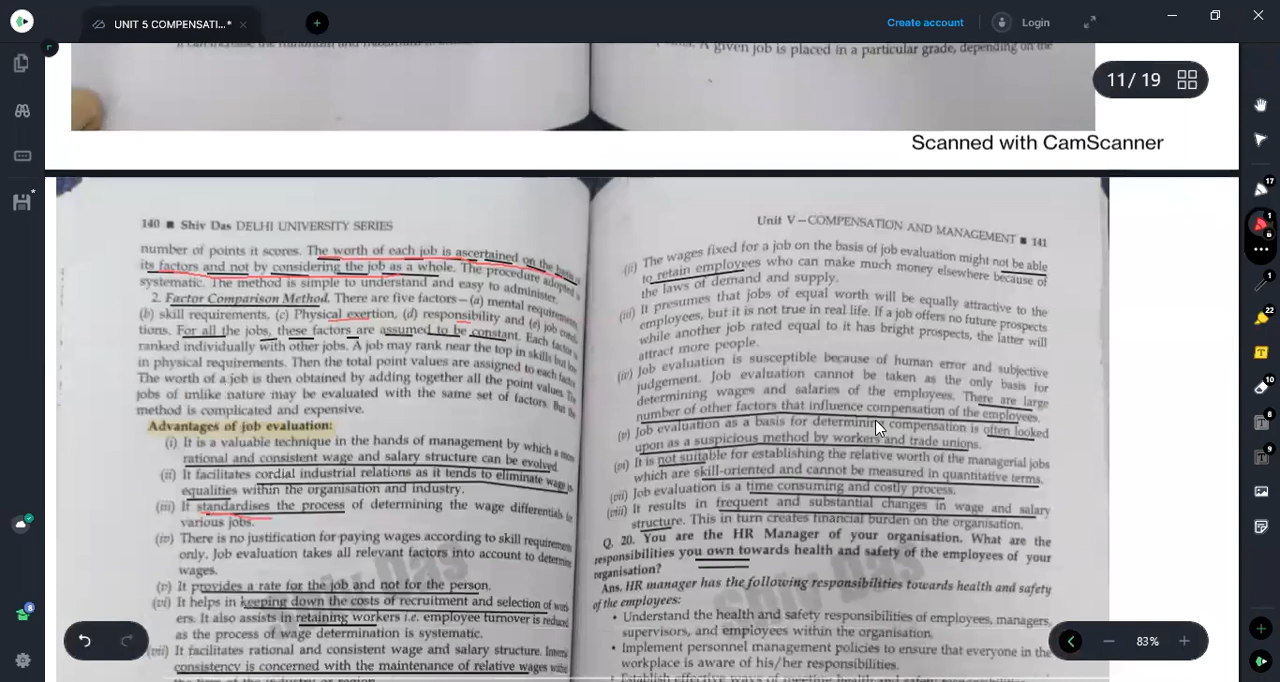 UNIT 5 COMPENSATI...*
Create account
Login
11/ 19
A given job is placed in a particular grade, depending on the
Scanned with CamScanner
140 ■ Shiv Das DELHI UNIVERSITY SERIES
number of points it scores. The worth of each job is ascertained on the basis of
its factors and not by considering the job as a whole. The procedure adopted is
systematic. The method is simple to understand and easy to administer.
2. Factor Comparison Method. There are five factors—(a) mental requirements
(b) skill requirements, (c) Physical exertion, (d) responsibility and (e) job condi-
tions. For all the jobs, these factors are assumed to be constant. Each factor is
ranked individually with other jobs. A job may rank near the top in skills but low
in physical requirements. Then the total point values are assigned to each factor
The worth of a job is then obtained by adding together all the point values. The
jobs of unlike nature may be evaluated with the same set of factors. But the
method is complicated and expensive.
Advantages of job evaluation:
(i) It is a valuable technique in the hands of management by which a more
rational and consistent wage and salary structure can be evolved.
(ii) It facilitates cordial industrial relations as it tends to eliminate wage
equalities within the organisation and industry.
(iii) It standardises the process of determining the wage differentials
various jobs.
(iv) There is no justification for paying wages according to skill requirements
only. Job evaluation takes all relevant factors into account to determine
wages.
(v) It provides a rate for the job and not for the person.
(vi) It helps in keeping down the costs of recruitment and selection of work
ers. It also assists in retaining workers i.e. employee turnover is reduced
as the process of wage determination is systematic.
(vii) It facilitates rational and consistent wage and salary structure. Internal
consistency is concerned with the maintenance of relative wages within
Unit V—COMPENSATION AND MANAGEMENT ■ 141
(ii) The wages fixed for a job on the basis of job evaluation might not be able
to retain employees who can make much money elsewhere because of
the laws of demand and supply.
(iii) It presumes that jobs of equal worth will be equally attractive to the
employees, but it is not true in real life. If a job offers no future prospects
while another job rated equal to it has bright prospects, the latter will
attract more people.
(iv) Job evaluation is susceptible because of human error and subjective
judgement. Job evaluation cannot be taken as the only basis for
determining wages and salaries of the employees. There are large
number of other factors that influence compensation of the employees.
(v) Job evaluation as a basis for determining compensation is often looked
upon as a suspicious method by workers and trade unions.
(vi) It is not suitable for establishing the relative worth of the managerial jobs
which are skill-oriented and cannot be measured in quantitative terms.
(vii) Job evaluation is a time consuming and costly process.
(viii) It results in frequent and substantial changes in wage and salary
structure. This in turn creates financial burden on the organisation.
Q. 20. You are the HR Manager of your organisation. What are the
responsibilities you own towards health and safety of the employees of your
organisation?
Ans. HR manager has the following responsibilities towards health and safety
of the employees:
• Understand the health and safety responsibilities of employees, managers,
supervisors, and employees within the organisation.
• Implement personnel management policies to ensure that everyone in the
workplace is aware of his/her responsibilities.
83%